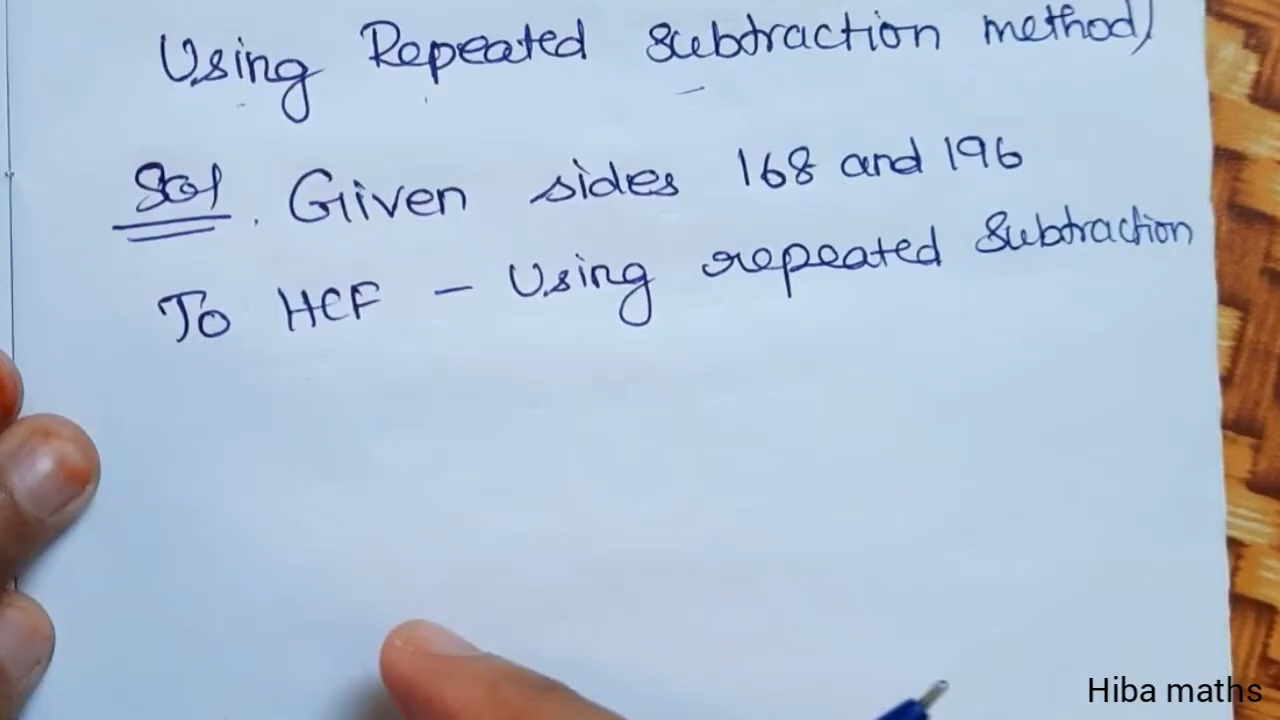 Using Repeated subtraction method)
Sol. Given sides 168 and 196
To HCF - Using repeated Subtraction
Hiba maths